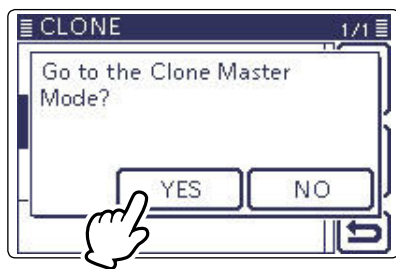 CLONE 1/1
Go to the Clone Master
Mode?
YES NO